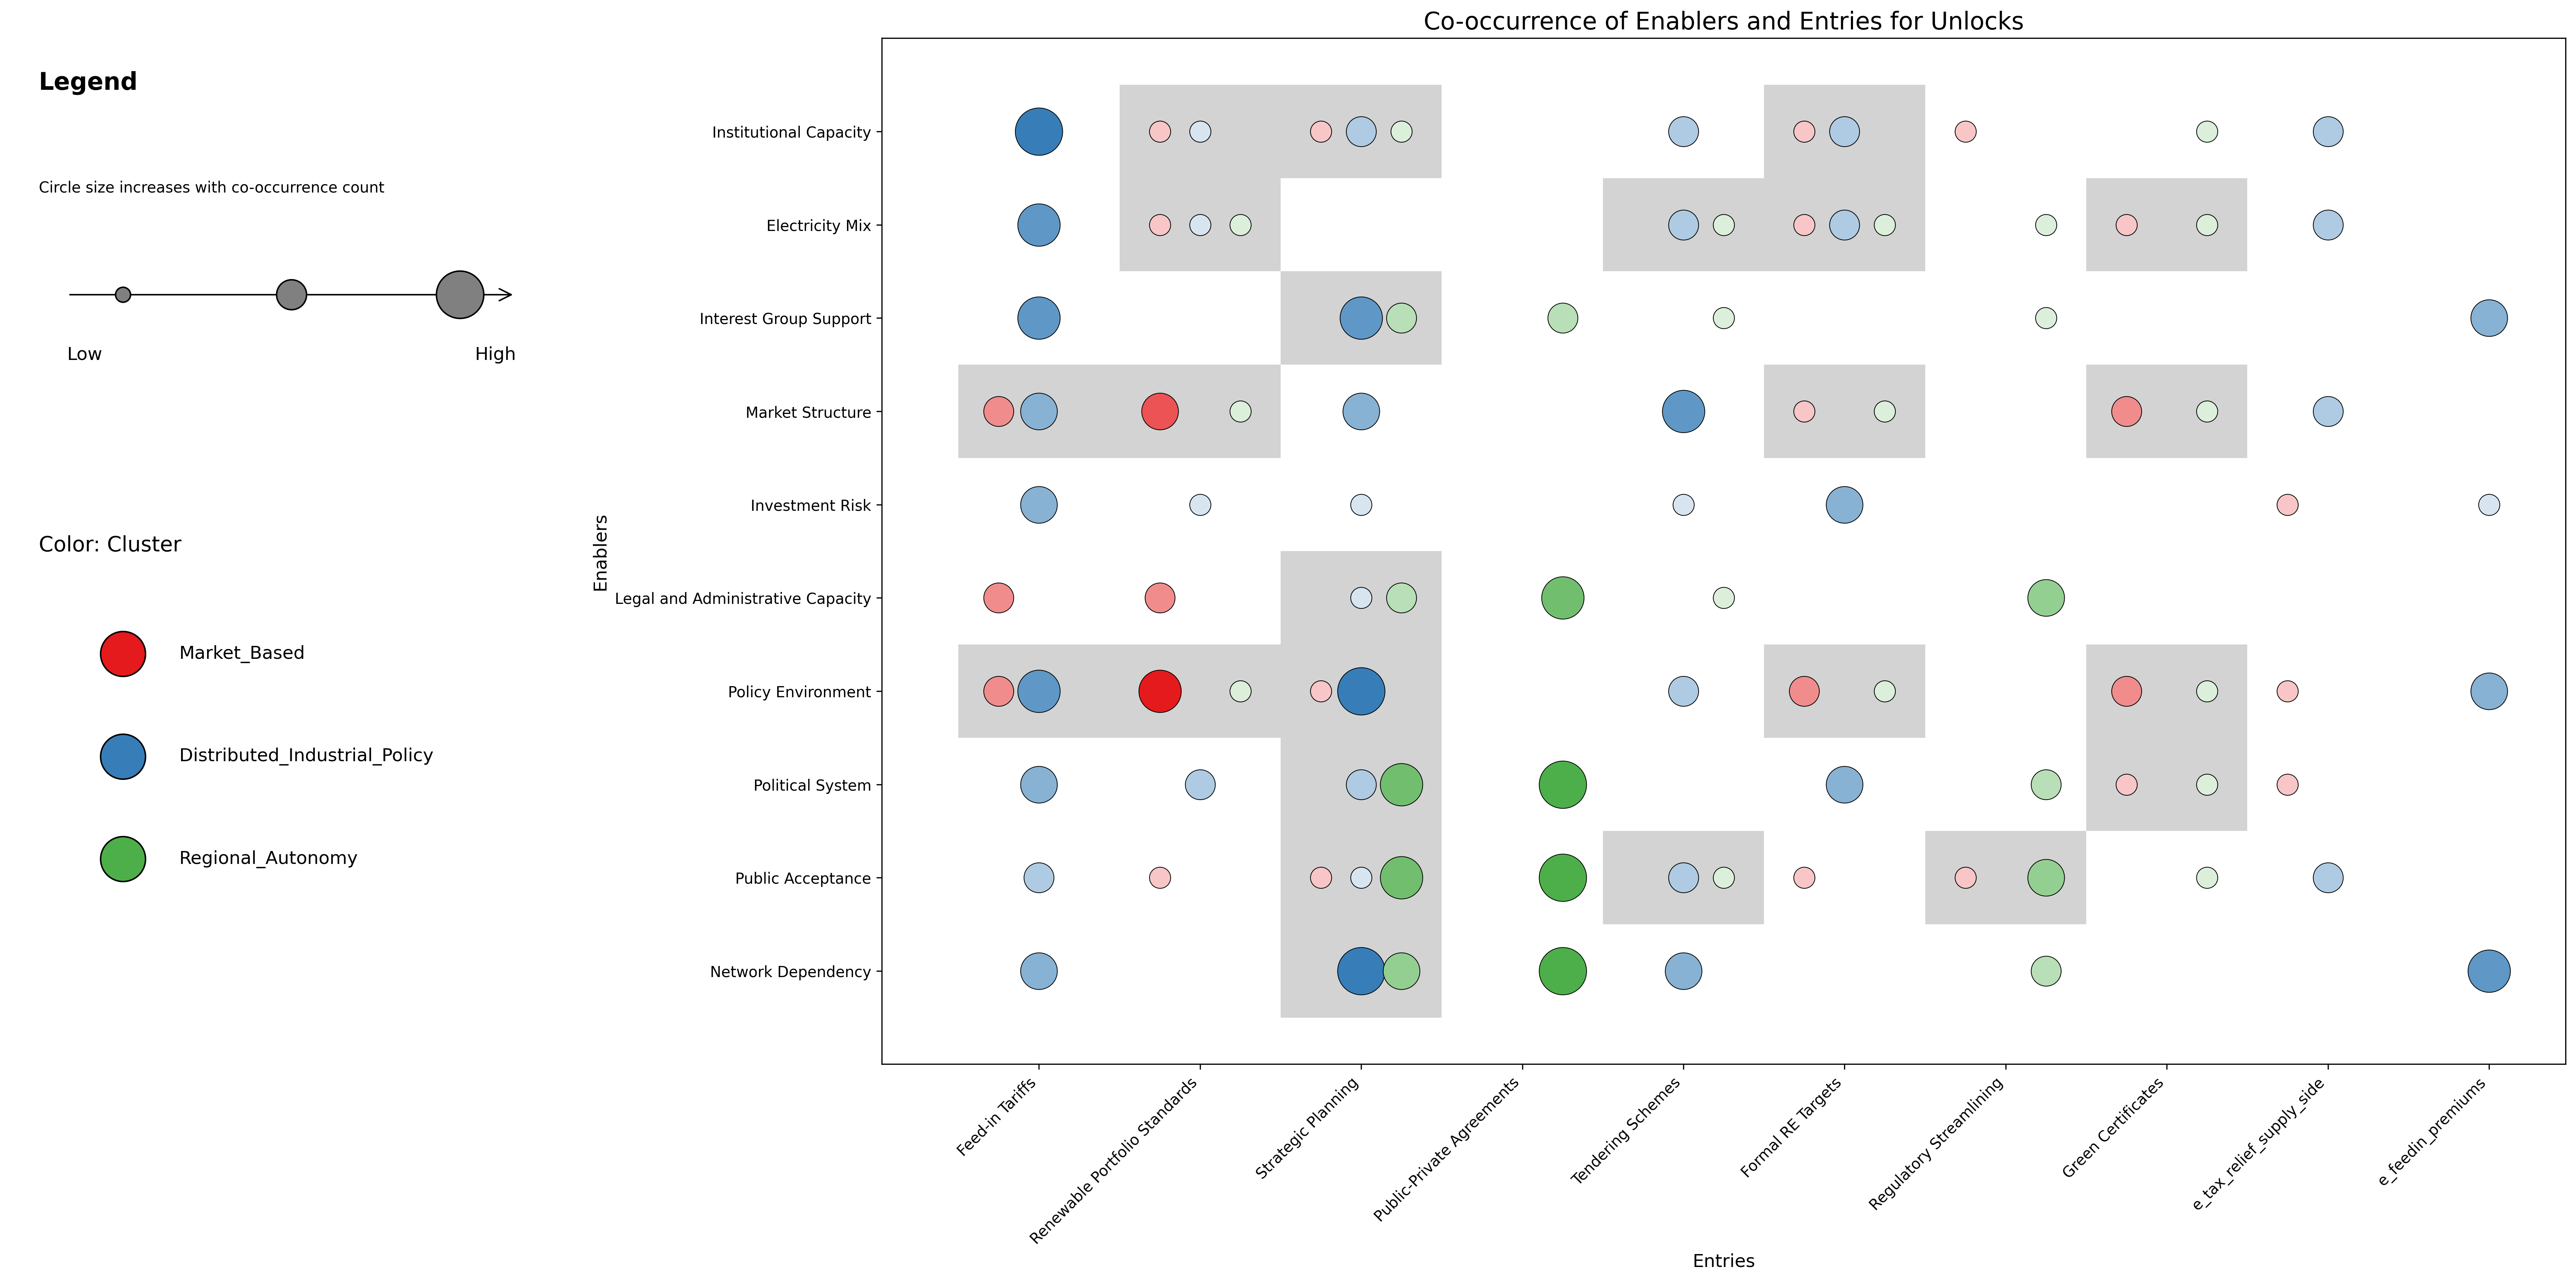 Co-occurrence of Enablers and Entries for Unlocks
Legend
Circle size increases with co-occurrence count
Low
High
Color: Cluster
Market_Based
Distributed_Industrial_Policy
Regional_Autonomy
Enablers
Institutional Capacity
Electricity Mix
Interest Group Support
Market Structure
Investment Risk
Legal and Administrative Capacity
Policy Environment
Political System
Public Acceptance
Network Dependency
Feed-in Tariffs
Renewable Portfolio Standards
Strategic Planning
Public-Private Agreements
Tendering Schemes
Formal RE Targets
Regulatory Streamlining
Green Certificates
e_tax_relief_supply_side
e_feedin_premiums
Entries